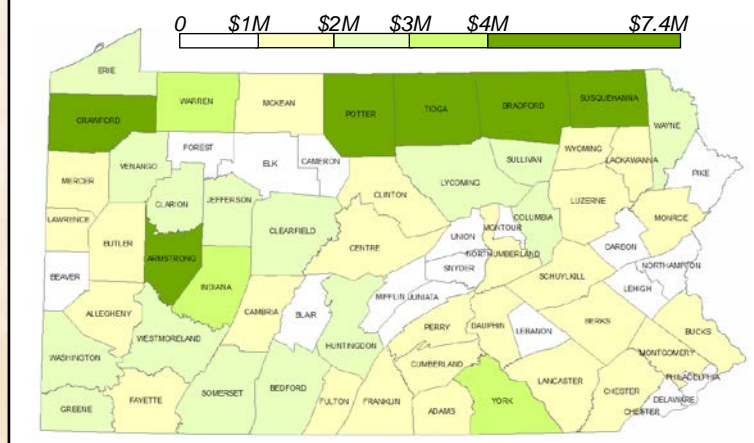 0 $1M $2M $3M $4M $7.4M
ERIE
CRAWFORD
WARREN
MCKEAN
POTTER
TIOGA
BRADFORD
SUSQUEHANNA
WAYNE
FOREST
ELK
CAMERON
VENANGO
MERCER
SULLIVAN
WYOMING
LACKAWANNA
PIKE
LYCOMING
CLINTON
CLARION
JEFFERSON
LAWRENCE
CLEARFIELD
COLUMBIA
LUZERNE
MONROE
BUTLER
ARMSTRONG
CENTRE
UNION
MONTOUR
NORTHUMBERLAND
CARBON
NORTHAMPTON
BEAVER
INDIANA
SNYDER
SCHUYLKILL
LEHIGH
ALLEGHENY
CAMBRIA
BLAIR
MIFFLIN
JUNIATA
WESTMORELAND
HUNTINGDON
PERRY
DAUPHIN
LEBANON
BERKS
BUCKS
WASHINGTON
CUMBERLAND
MONTGOMERY
LANCASTER
PHILADELPHIA
GREENE
FAYETTE
SOMERSET
BEDFORD
FULTON
FRANKLIN
ADAMS
YORK
CHESTER
DELAWARE
CHESTER